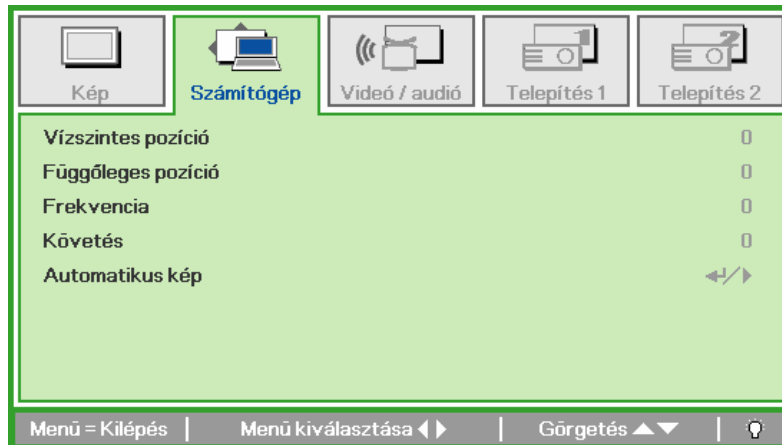 Kép
Számítógép
Videó / audió
Telepítés 1
Telepítés 2
Vízszintes pozíció 0
Függőleges pozíció 0
Frekvencia 0
Követés 0
Automatikus kép
Menü = Kilépés
Menü kiválasztása
Görgetés